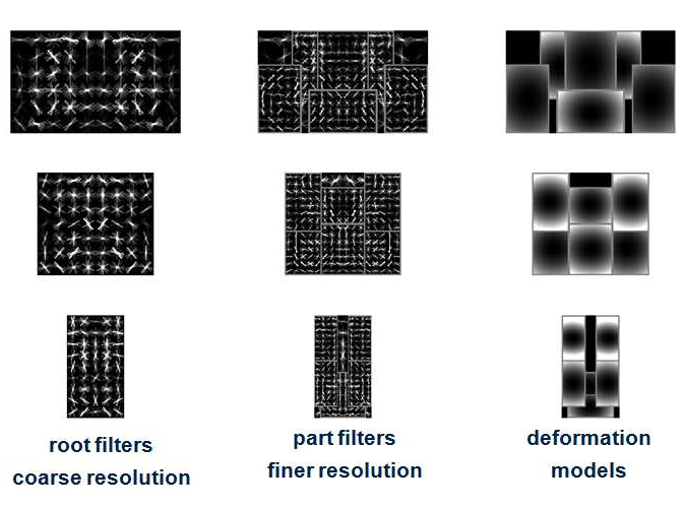 root filters
coarse resolution
part filters
finer resolution
deformation
models